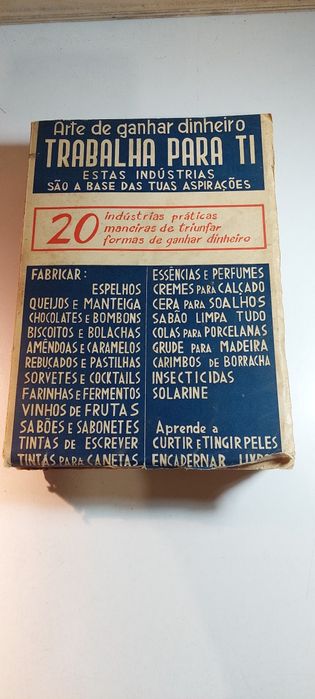 Arte de ganhar dinheiro
TRABALHA PARA TI
ESTAS INDÚSTRIAS
SÃO A BASE DAS TUAS ASPIRAÇÕES
20 indústrias práticas
maneiras de triunfar
formas de ganhar dinheiro
FABRICAR:
ESPELHOS
QUEIJOS E MANTEIGA
CHOCOLATES E BOMBONS
BISCOITOS E BOLACHAS
AMÊNDOAS E CARAMELOS
REBUÇADOS E PASTILHAS
SORVETES E COCKTAILS
FARINHAS E FERMENTOS
VINHOS DE FRUTAS
SABÕES E SABONETES
TINTAS DE ESCREVER
TINTAS PARA CANETAS
ESSÊNCIAS E PERFUMES
CREMES PARA CALÇADO
CERA PARA SOALHOS
SABÃO LIMPA TUDO
COLAS PARA PORCELANAS
GRUDE PARA MADEIRA
CARIMBOS DE BORRACHA
INSECTICIDAS
SOLARINE
Aprende a
CURTIR E TINGIR PELES
ENCADERNAR LIVROS